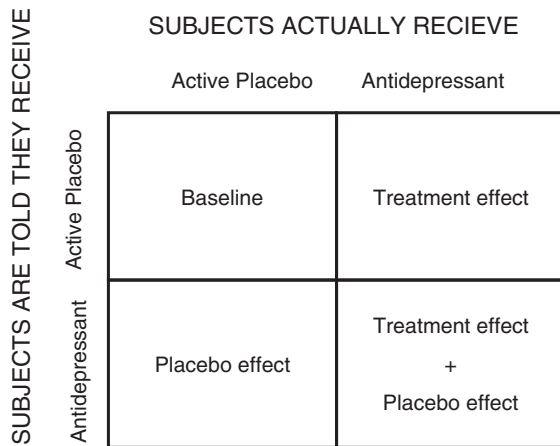 SUBJECTS ACTUALLY RECIEVE
Active Placebo Antidepressant
SUBJECTS ARE TOLD THEY RECEIVE
Active Placebo
Baseline Treatment effect
Antidepressant
Placebo effect
Treatment effect
+
Placebo effect